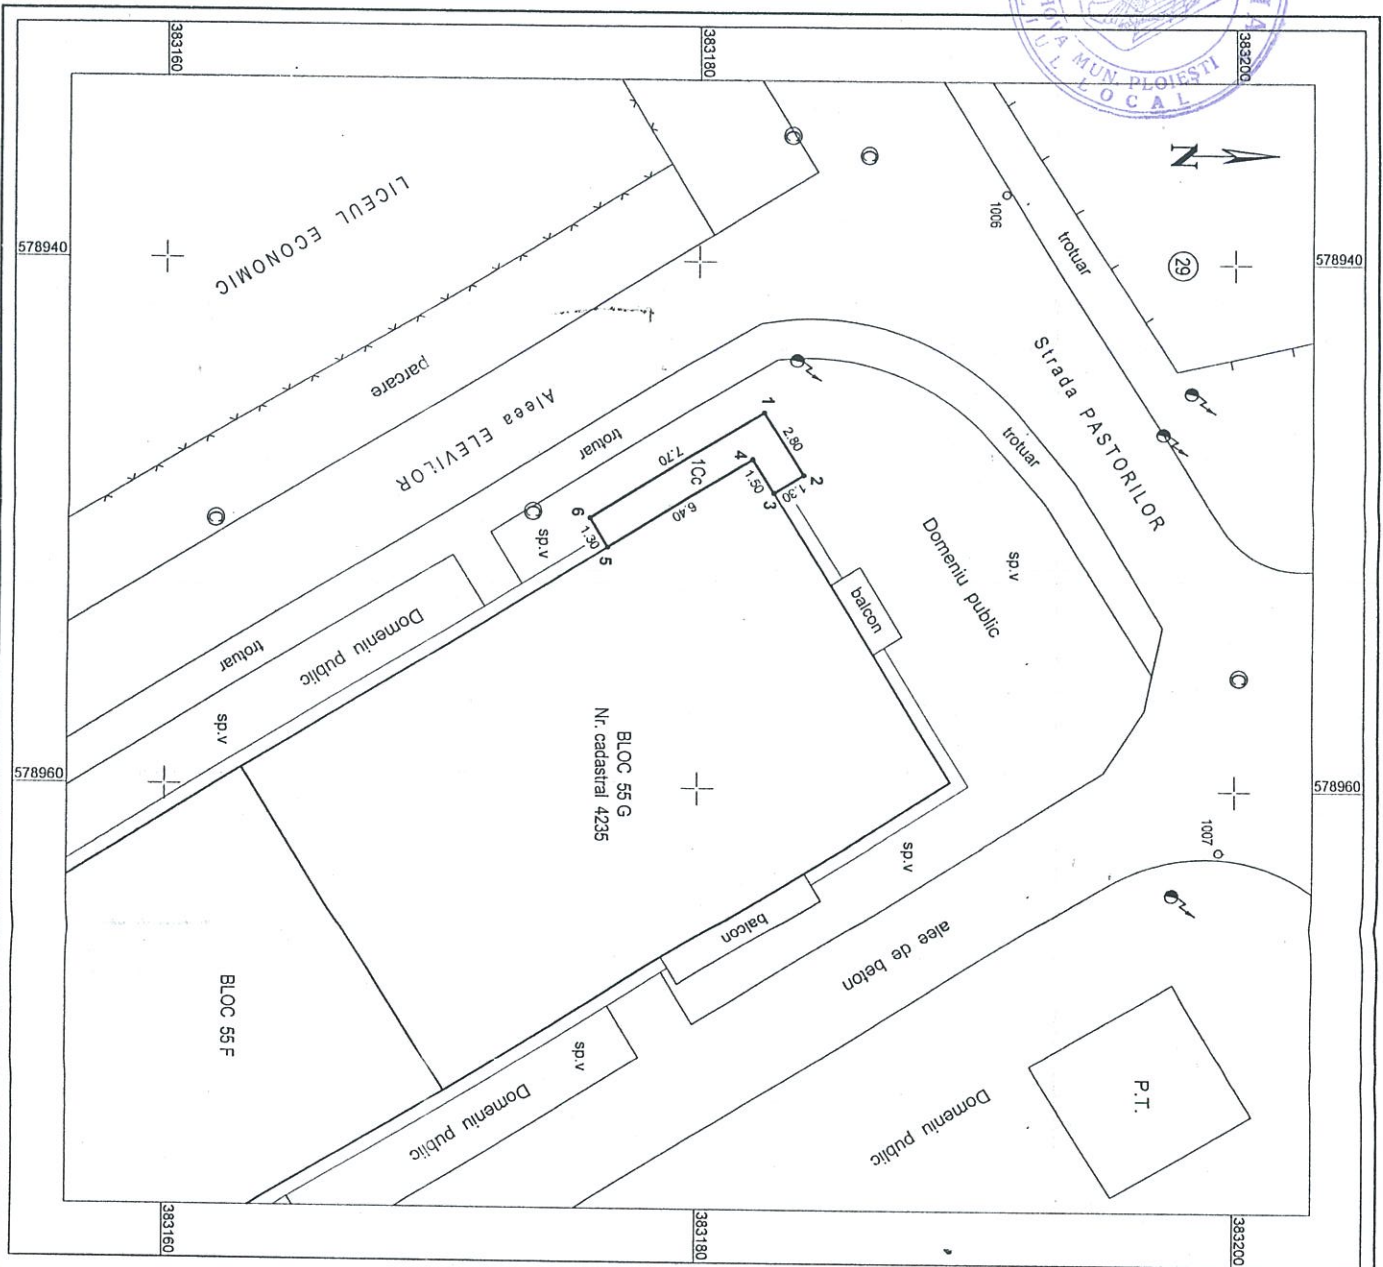 383160
383180
383200
MUN. PLOIEȘTI
LOCAL
N
578940
578940
LICEUL ECONOMIC
1006
trotuar
29
parcare
Strada PASTORILOR
Aleea ELEVILOR
trotuar
trotuar
1
2.80
2
1.30
3
1.50
4
1Cc
7.70
6.40
6
1.30
5
sp.v
sp.v
Domeniu public
balcon
Domeniu public
trotuar
sp.v
BLOC 55 G
Nr. cadastral 4235
578960
578960
1007
sp.v
balcon
alee de beton
BLOC 55 F
sp.v
Domeniu public
Domeniu public
P.T.
C
C
C
C
C
383160
383180
383200